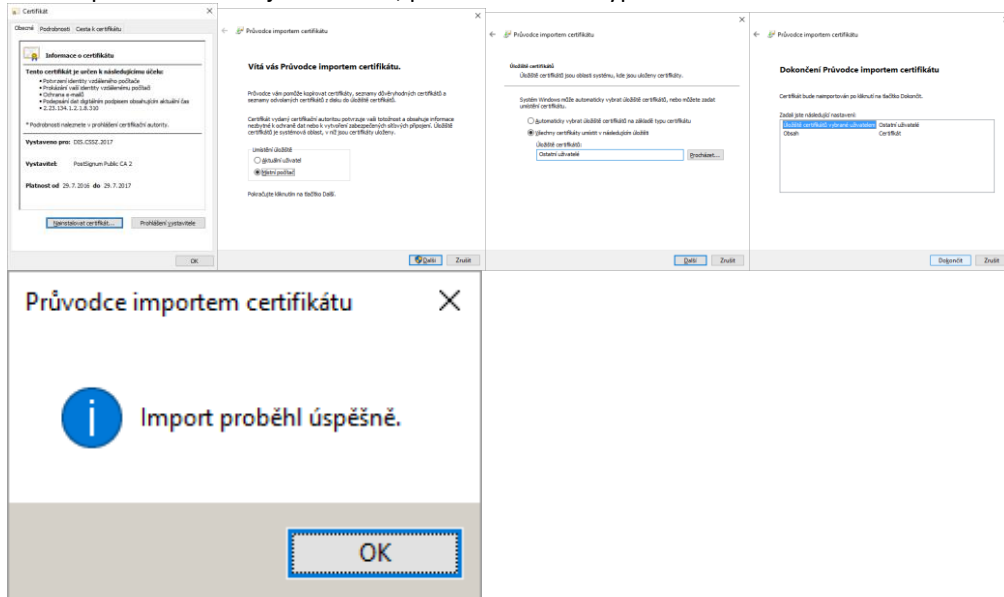 Certifikát
Obecné Podrobnosti Cesta k certifikátu
Informace o certifikátu
Tento certifikát je určen k následujícímu účelu:
• Potvrzení identity vzdáleného počítače
• Prokázání vaší identity vzdálenému počítači
• Ochrana e-mailů
• Podepsání dat digitálním podpisem obsahujícím aktuální čas
• 2.23.134.1.2.1.8.310
* Podrobnosti naleznete v prohlášení certifikační autority.
Vystaveno pro: DIS.CSSZ.2017
Vystavitel: PostSignum Public CA 2
Platnost od 29.7.2016 do 29.7.2017
Nainstalovat certifikát... Prohlášení vystavitele
OK
Průvodce importem certifikátu
Vítá vás Průvodce importem certifikátu.
Průvodce vám pomůže kopírovat certifikáty, seznamy důvěryhodných certifikátů a
seznamy odvolaných certifikátů z disku do úložiště certifikátů.
Certifikát vydaný certifikační autoritou potvrzuje vaši totožnost a obsahuje informace
nezbytné k ochraně dat nebo k vytvoření zabezpečených síťových připojení. Úložiště
certifikátů je systémová oblast, v níž jsou certifikáty uloženy.
Umístění úložiště
Aktuální uživatel
Místní počítač
Pokračujte kliknutím na tlačítko Další.
Další Zrušit
Průvodce importem certifikátu
Úložiště certifikátů
Úložiště certifikátů jsou oblasti systému, kde jsou uloženy certifikáty.
Systém Windows může automaticky vybrat úložiště certifikátů, nebo můžete zadat
umístění certifikátu.
Automaticky vybrat úložiště certifikátů na základě typu certifikátu
Všechny certifikáty umístit v následujícím úložišti
Úložiště certifikátů:
Ostatní uživatelé Procházet...
Další Zrušit
Průvodce importem certifikátu
Dokončení Průvodce importem certifikátu
Certifikát bude naimportován po kliknutí na tlačítko Dokončit.
Zadali jste následující nastavení:
Úložiště certifikátů vybrané uživatelem Ostatní uživatelé
Obsah Certifikát
Dokončit Zrušit
Průvodce importem certifikátu
Import proběhl úspěšně.
OK